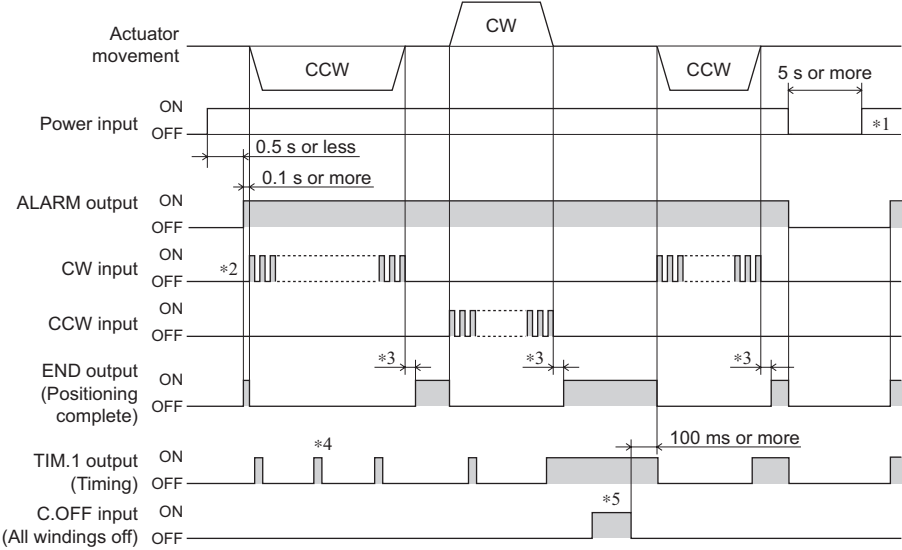 CW
Actuator
movement
CCW
CCW
5 s or more
Power input
ON
OFF
*1
0.5 s or less
0.1 s or more
ALARM output
ON
OFF
CW input
ON
OFF
*2
CCW input
ON
OFF
END output
(Positioning
complete)
ON
OFF
*3
*3
*3
100 ms or more
TIM.1 output
(Timing)
ON
OFF
*4
C.OFF input
(All windings off)
ON
OFF
*5